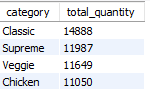 category total_quantity
Classic 14888
Supreme 11987
Veggie 11649
Chicken 11050